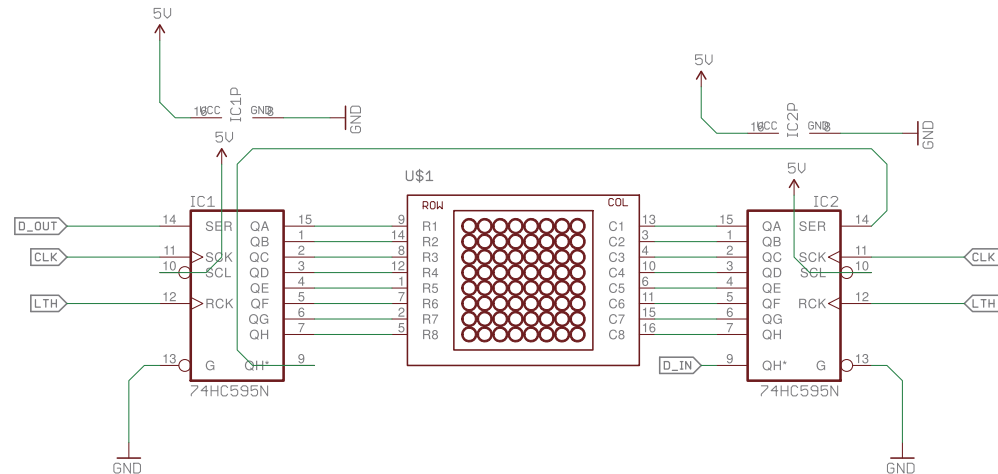 5V
5V
16 VCC IC1P GND 8 GND
16 VCC IC2P GND 8 GND
5V
5V
U$1
IC1
IC2
ROW COL
D_OUT 14 SER QA 15 9 R1 C1 13 15 QA SER 14
QB 1 14 R2 C2 3 1 QB
CLK 11 SCK QC 2 8 R3 C3 4 2 QC SCK 11 CLK
10 SCL QD 3 12 R4 C4 10 3 QD SCL 10
QE 4 1 R5 C5 6 4 QE
LTH 12 RCK QF 5 7 R6 C6 11 5 QF RCK 12 LTH
QG 6 2 R7 C7 15 6 QG
QH 7 5 R8 C8 16 7 QH
13 G QH* 9 D_IN 9 QH* G 13
74HC595N 74HC595N
GND GND